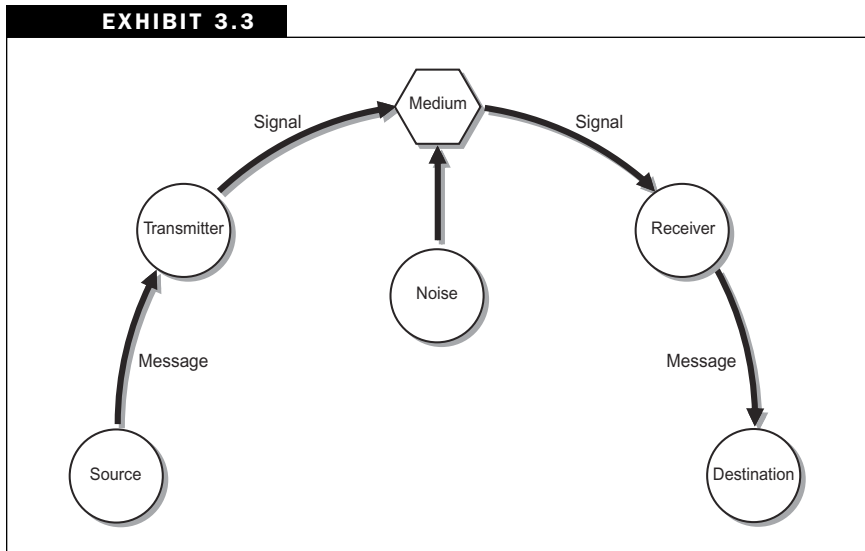 EXHIBIT 3.3
Medium
Signal
Signal
Transmitter
Receiver
Noise
Message
Message
Source
Destination